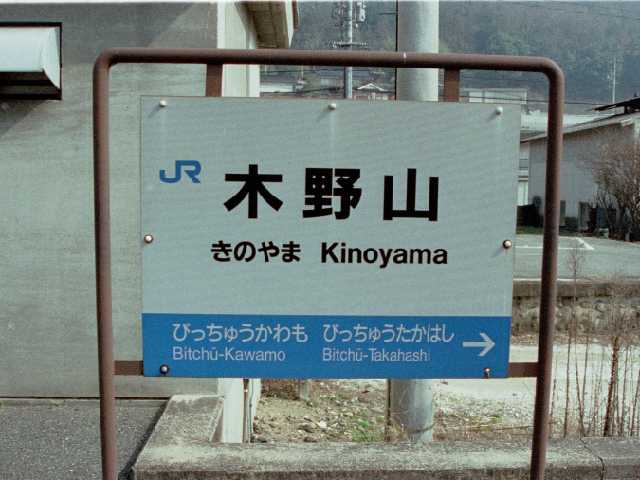 JR 木野山
きのやま Kinoyama
びっちゅうかわも びっちゅうたかはし →
Bitchū-Kawamo Bitchū-Takahashi